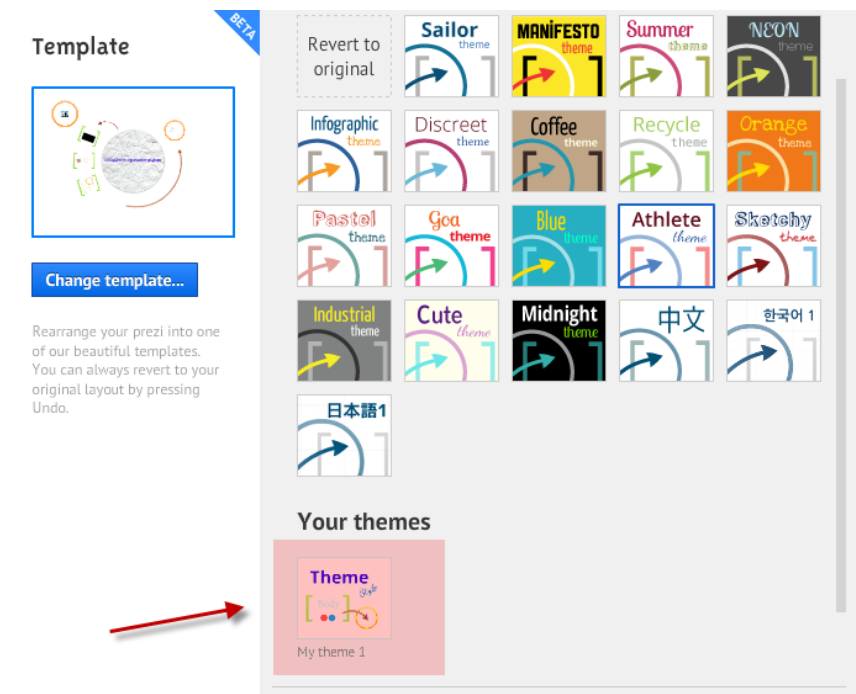 Template
BETA
Change template...
Rearrange your prezi into one
of our beautiful templates.
You can always revert to your
original layout by pressing
Undo.
Revert to
original
Sailor
theme
MANiFESTO
theme
Summer
theme
NEON
theme
Infographic
theme
Discreet
theme
Coffee
theme
Recycle
theme
Orange
theme
Pastel
theme
Goa
theme
Blue
theme
Athlete
theme
Sketchy
theme
Industrial
theme
Cute
theme
Midnight
theme
中文
한국어 1
日本語1
Your themes
Theme
Style
Body
My theme 1